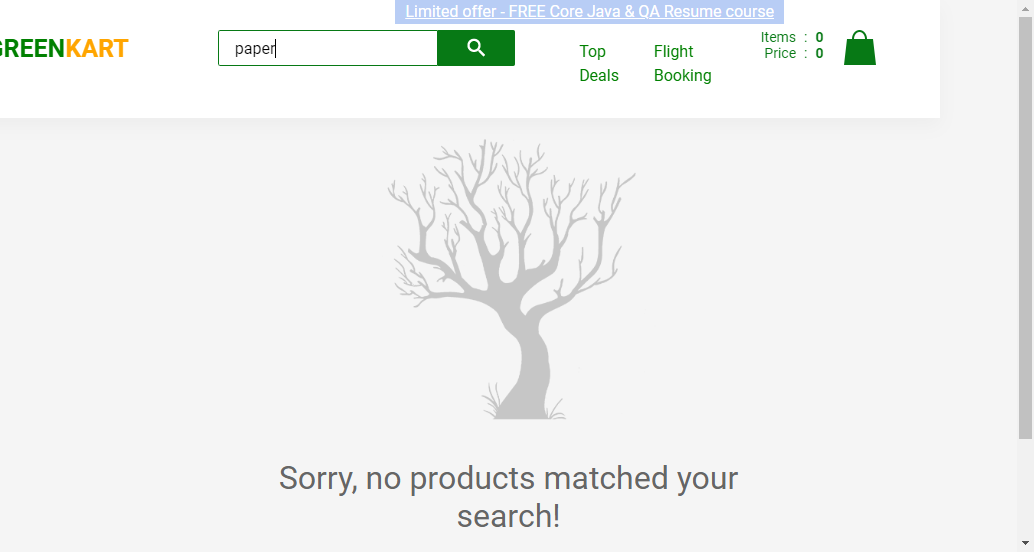 Limited offer - FREE Core Java & QA Resume course
GREENKART
paper
Top Deals
Flight Booking
Items : 0
Price : 0
Sorry, no products matched your
search!